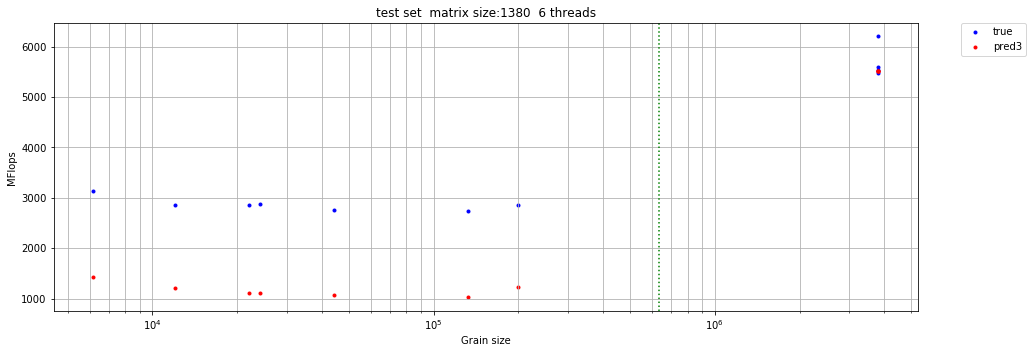 test set  matrix size:1380  6 threads
true
pred3
MFlops
6000
5000
4000
3000
2000
1000
10⁴
10⁵
10⁶
Grain size